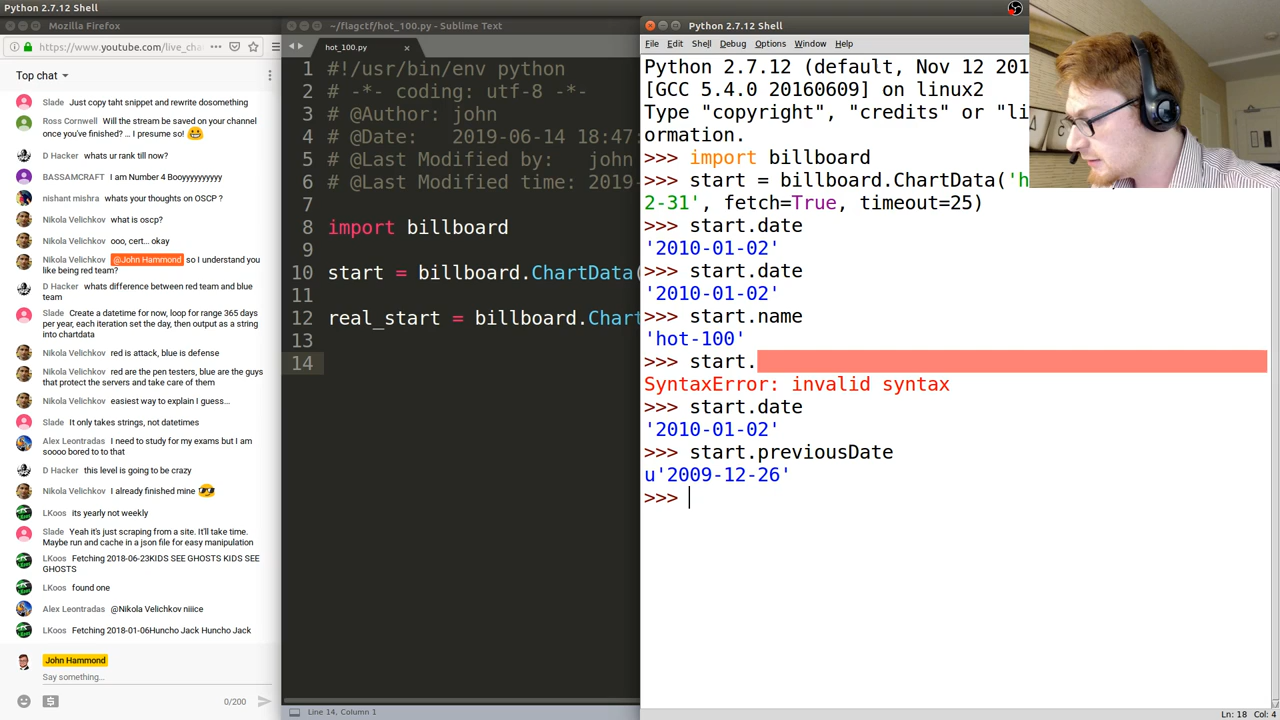 Python 2.7.12 Shell
Mozilla Firefox
https://www.youtube.com/live_cha
Top chat
Slade Just copy taht snippet and rewrite dosomething
Ross Cornwell Will the stream be saved on your channel
once you've finished? … I presume so!
D Hacker whats ur rank till now?
BASSAMCRAFT I am Number 4 Booyyyyyyyyyy
nishant mishra whats your thoughts on OSCP ?
Nikola Velichkov what is oscp?
Nikola Velichkov ooo, cert... okay
Nikola Velichkov @John Hammond so I understand you
like being red team?
D Hacker whats difference between red team and blue
team
Slade Create a datetime for now, loop for range 365 days
per year, each iteration set the day, then output as a string
into chartdata
Nikola Velichkov red is attack, blue is defense
Nikola Velichkov red are the pen testers, blue are the guys
that protect the servers and take care of them
Nikola Velichkov easiest way to explain I guess...
Slade It only takes strings, not datetimes
Alex Leontradas I need to study for my exams but I am
soooo bored to to that
D Hacker this level is going to be crazy
Nikola Velichkov I already finished mine
LKoos its yearly not weekly
Slade Yeah it's just scraping from a site. It'll take time.
Maybe run and cache in a json file for easy manipulation
LKoos Fetching 2018-06-23KIDS SEE GHOSTS KIDS SEE
GHOSTS
LKoos found one
Alex Leontradas @Nikola Velichkov niiice
LKoos Fetching 2018-01-06Huncho Jack Huncho Jack
John Hammond
Say something...
0/200
~/flagctf/hot_100.py - Sublime Text
hot_100.py
1 #!/usr/bin/env python
2 # -*- coding: utf-8 -*-
3 # @Author: john
4 # @Date: 2019-06-14 18:47:
5 # @Last Modified by: john
6 # @Last Modified time: 2019-
7
8 import billboard
9
10 start = billboard.ChartData(
11
12 real_start = billboard.Chart
13
14
Line 14, Column 1
Python 2.7.12 Shell
File Edit Shell Debug Options Window Help
Python 2.7.12 (default, Nov 12 201
[GCC 5.4.0 20160609] on linux2
Type "copyright", "credits" or "li
ormation.
>>> import billboard
>>> start = billboard.ChartData('h
2-31', fetch=True, timeout=25)
>>> start.date
'2010-01-02'
>>> start.date
'2010-01-02'
>>> start.name
'hot-100'
>>> start.
SyntaxError: invalid syntax
>>> start.date
'2010-01-02'
>>> start.previousDate
u'2009-12-26'
>>>
Ln: 18 Col: 4